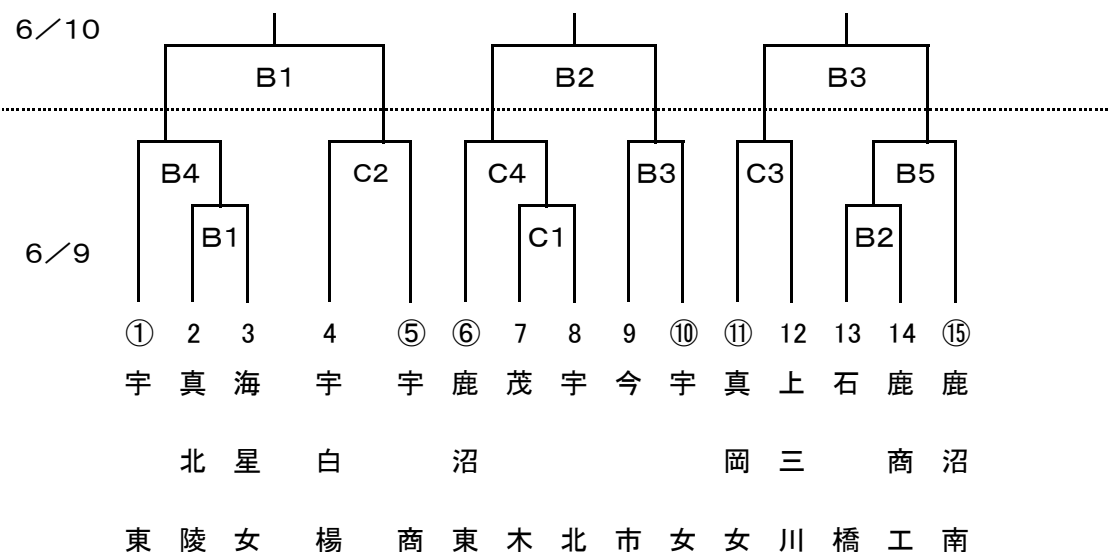 6／10
B1 B2 B3
B4 C2 C4 B3 C3 B5
B1 C1 B2
6／9
① 2 3 4 ⑤ ⑥ 7 8 9 ⑩ ⑪ 12 13 14 ⑮
宇東
真北陵
海星女
宇白楊
宇商
鹿沼東
茂木
宇北
今市
宇女
真岡女
上三川
石橋
鹿商工
鹿沼南